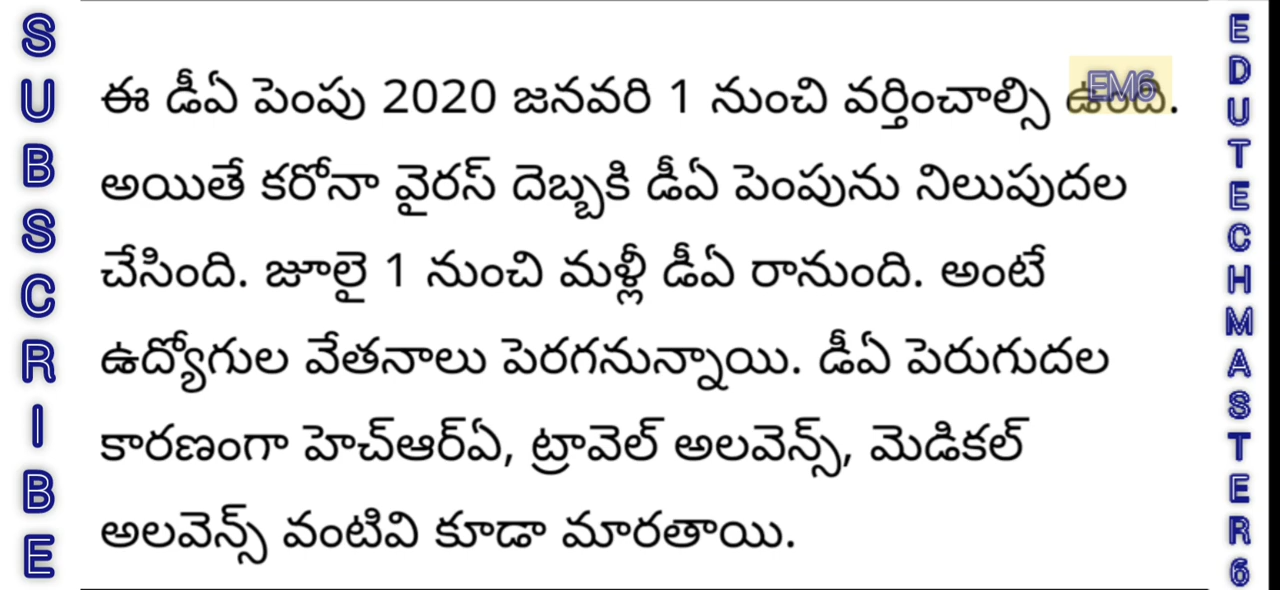 SUBSCRIBE
ఈ డీఏ పెంపు 2020 జనవరి 1 నుంచి వర్తించాల్సి ఉంది.
EM6
అయితే కరోనా వైరస్ దెబ్బకి డీఏ పెంపును నిలుపుదల
చేసింది. జూలై 1 నుంచి మళ్లీ డీఏ రానుంది. అంటే
ఉద్యోగుల వేతనాలు పెరగనున్నాయి. డీఏ పెరుగుదల
కారణంగా హెచ్ఆర్ఏ, ట్రావెల్ అలవెన్స్, మెడికల్
అలవెన్స్ వంటివి కూడా మారతాయి.
EDUTECHMASTER6